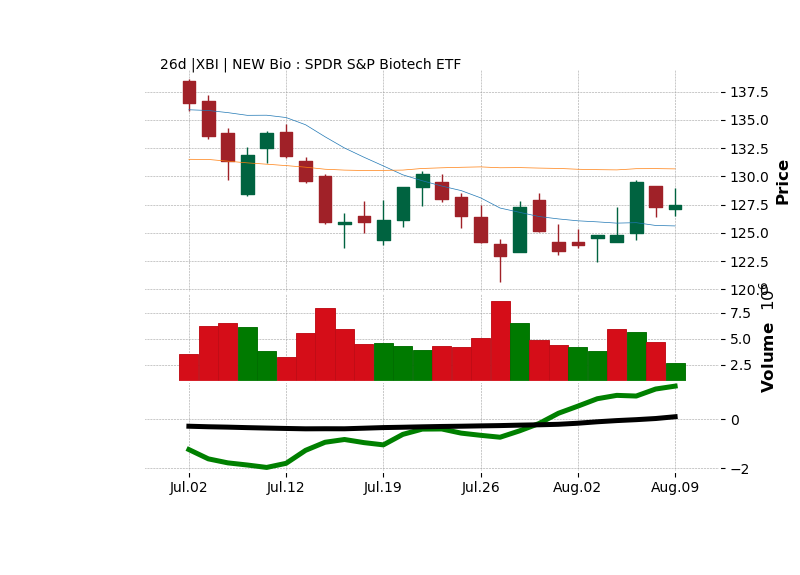 26d |XBI | NEW Bio : SPDR S&P Biotech ETF
137.5
135.0
132.5
130.0
127.5
125.0
122.5
120.0
Price
10⁶
7.5
5.0
2.5
Volume
0
−2
Jul.02
Jul.12
Jul.19
Jul.26
Aug.02
Aug.09